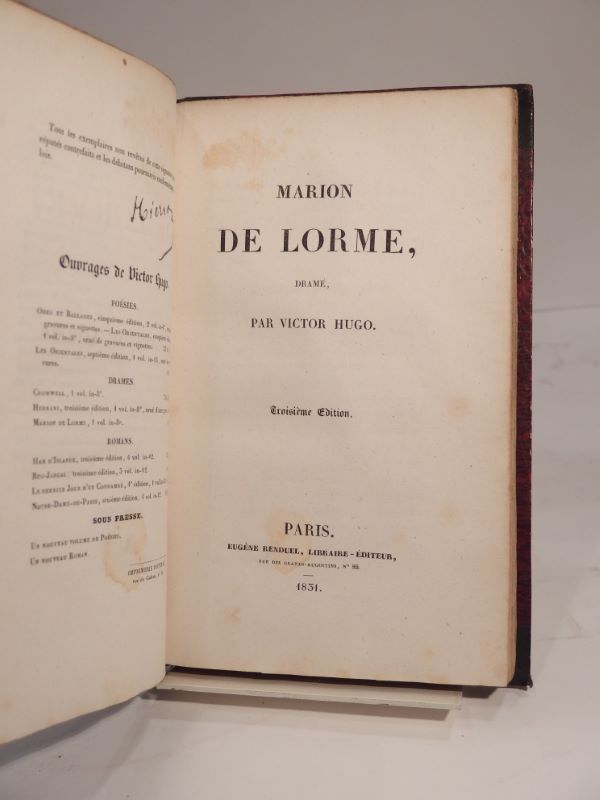 Tous les exemplaires non revêtus de cette signature
réputés contrefaits et les débitans poursuivis
lois.
Hierro
Ouvrages de Victor Hugo
POÉSIES.
ODES ET BALLADES, cinquième édition, 2 vol. in-8°,
gravures et vignettes. — LES ORIENTALES,
1 vol. in-8°, orné de gravures et vignettes.
LES ORIENTALES, septième édition, 1 vol. in-18,
vures.
DRAMES.
CROMWELL, 1 vol. in-8°.
HERNANI, troisième édition, 1 vol. in-8°, orné
MARION DE LORME, 1 vol. in-8°.
ROMANS.
HAN D'ISLANDE, troisième édition, 4 vol. in-12.
BUG-JARGAL, troisième édition, 3 vol. in-12.
LE DERNIER JOUR D'UN CONDAMNÉ, 4e édition, 1 vol.
NOTRE-DAME-DE-PARIS, sixième édition, 4 vol. in-12.
SOUS PRESSE.
UN NOUVEAU VOLUME DE POÉSIES.
UN NOUVEAU ROMAN.
IMPRIMERIE
MARION
DE LORME,
DRAME,
PAR VICTOR HUGO.
Troisième Edition.
PARIS.
EUGÈNE RENDUEL, LIBRAIRE-ÉDITEUR,
RUE DES GRANDS-AUGUSTINS, N° 22.
1831.